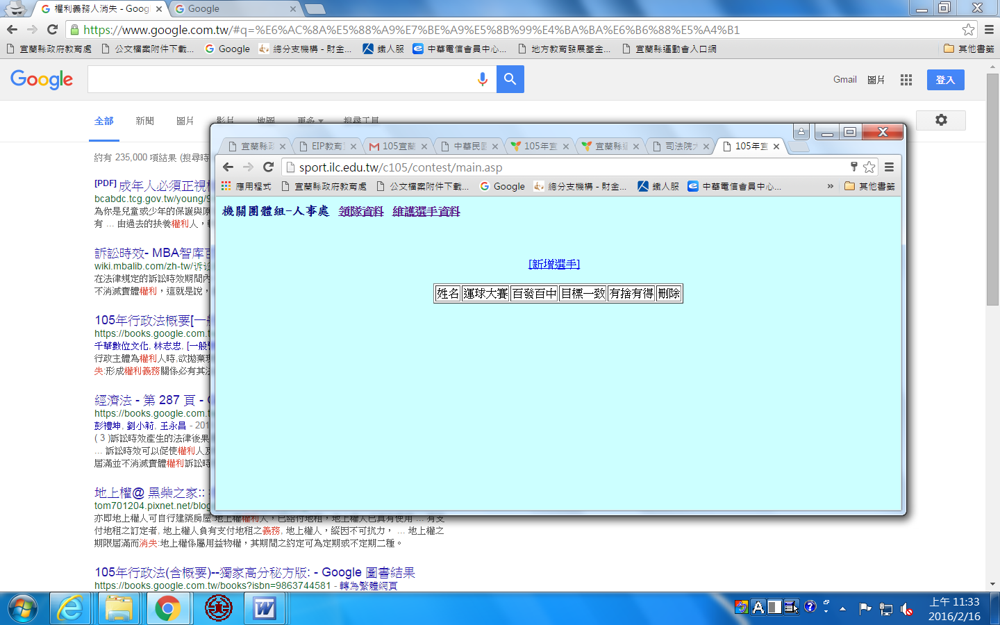 權利義務人消失 - Goog
Google
https://www.google.com.tw/#q=%E6%AC%8A%E5%88%A9%E7%BE%A9%E5%8B%99%E4%BA%BA%E6%B6%88%E5%A4%B1
宜蘭縣政府教育處
公文檔案附件下載...
Google
總分支機構 - 財金...
鐵人服
中華電信會員中心...
地方教育發展基金...
宜蘭縣運動會入口網
其他書籤
Google
Gmail
圖片
登入
全部
新聞
圖片
影片
地圖
更多
搜尋工具
約有 235,000 項結果 (搜尋時
[PDF] 成年人必須正視
bcabdc.tcg.gov.tw/young/9
為你是兒童或少年的保護與原
有 ... 由過去的扶養權利人，
訴訟時效- MBA智库百
wiki.mbalib.com/zh-tw/诉讼
在法律規定的訴訟時效期間內
不消滅實體權利，這就是說，
105年行政法概要[一般
https://books.google.com.t
千華數位文化, 林志忠, [一般警
行政主體為權利人時,欲拋棄
失:形成權利義務關係必有其法
經濟法 - 第 287 頁 - G
https://books.google.com.t
彭禮坤, 劉小莉, 王永昌 - 201
( 3 )訴訟時效產生的法律後果
... 訴訟時效可以促使權利人及
屆滿並不消滅實體權利訴訟時
地上權@ 黑柴之家::
tom701204.pixnet.net/blog
亦即地上權人可自行建築房屋.地上權權利人，已給付地租，地上權人已具有使用 ... 有支
付地租之訂定者, 地上權人負有支付地租之義務, 地上權人，縱因不可抗力， ... 地上權之
期限屆滿而消失:地上權係屬用益物權，其期間之約定可為定期或不定期二種。
105年行政法(含概要)--獨家高分秘方版: - Google 圖書結果
https://books.google.com.tw/books?isbn=9863744581 - 轉為繁體網頁
宜蘭縣政
EIP教育
105宜蘭
中華民國
105年宜
宜蘭縣運
司法院大
105年宜
sport.ilc.edu.tw/c105/contest/main.asp
應用程式
宜蘭縣政府教育處
公文檔案附件下載...
Google
總分支機構 - 財金...
鐵人服
中華電信會員中心...
»
其他書籤
機關團體組-人事處 領隊資料 維護選手資料
[新增選手]
姓名 運球大賽 百發百中 目標一致 有捨有得 刪除
上午 11:33
2016/2/16